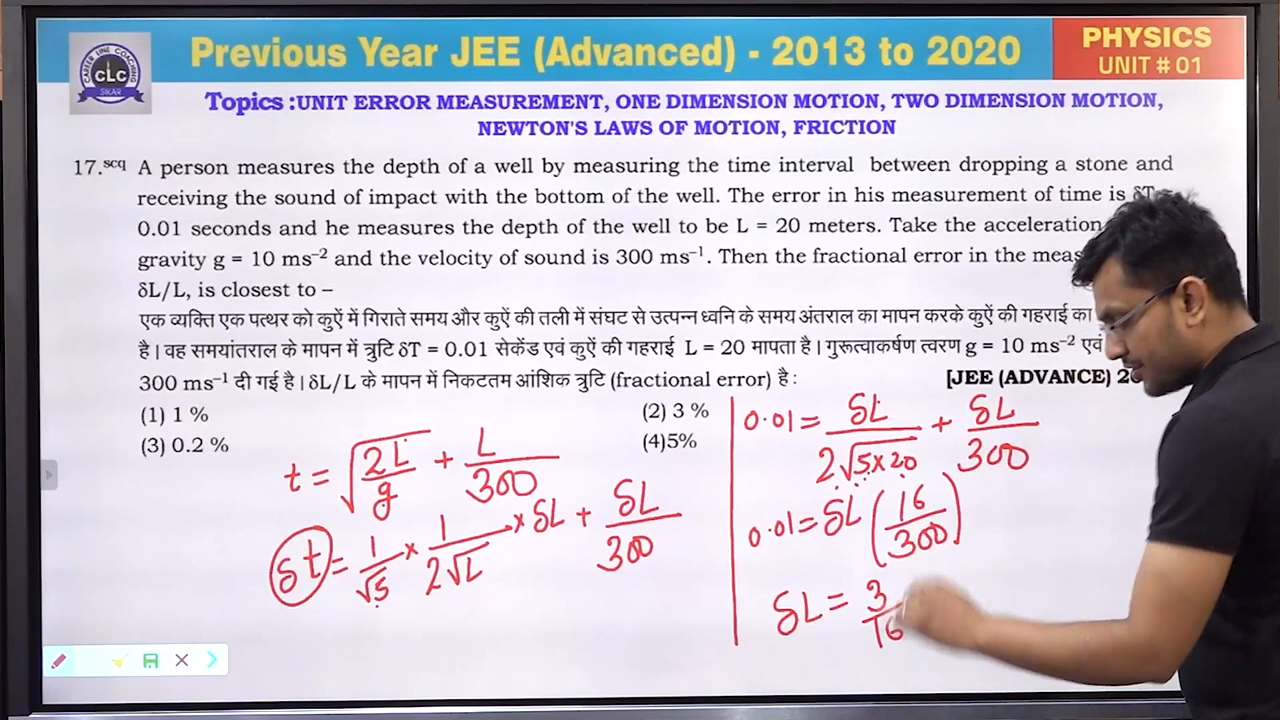 CAREER LINE COACHING
CLC
SIKAR
Previous Year JEE (Advanced) - 2013 to 2020
PHYSICS
UNIT # 01
Topics :UNIT ERROR MEASUREMENT, ONE DIMENSION MOTION, TWO DIMENSION MOTION,
NEWTON'S LAWS OF MOTION, FRICTION
17.scq A person measures the depth of a well by measuring the time interval between dropping a stone and
receiving the sound of impact with the bottom of the well. The error in his measurement of time is δT
0.01 seconds and he measures the depth of the well to be L = 20 meters. Take the acceleration
gravity g = 10 ms⁻² and the velocity of sound is 300 ms⁻¹. Then the fractional error in the meas
δL/L, is closest to –
एक व्यक्ति एक पत्थर को कुऐं में गिराते समय और कुऐं की तली में संघट से उत्पन्न ध्वनि के समय अंतराल का मापन करके कुऐं की गहराई का
है। वह समयांतराल के मापन में त्रुटि δT = 0.01 सेकेंड एवं कुऐं की गहराई L = 20 मापता है। गुरूत्वाकर्षण त्वरण g = 10 ms⁻² एवं
300 ms⁻¹ दी गई है। δL/L के मापन में निकटतम आंशिक त्रुटि (fractional error) है :
[JEE (ADVANCE) 2
(1) 1 %
(2) 3 %
(3) 0.2 %
(4)5%
t = √(2L/g) + L/300
δt = 1/√5 × 1/2√L × δL + δL/300
0.01 = δL/2√5×20 + δL/300
0.01 = δL (16/300)
δL = 3/16